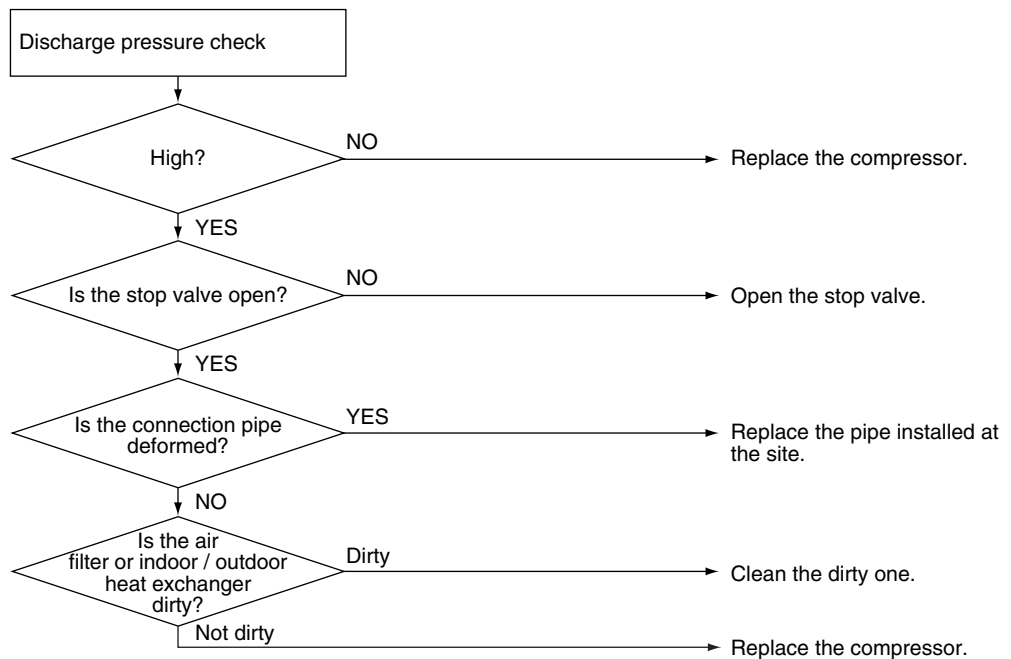 Discharge pressure check
High?
NO
Replace the compressor.
YES
Is the stop valve open?
NO
Open the stop valve.
YES
Is the connection pipe
deformed?
YES
Replace the pipe installed at
the site.
NO
Is the air
filter or indoor / outdoor
heat exchanger
dirty?
Dirty
Clean the dirty one.
Not dirty
Replace the compressor.